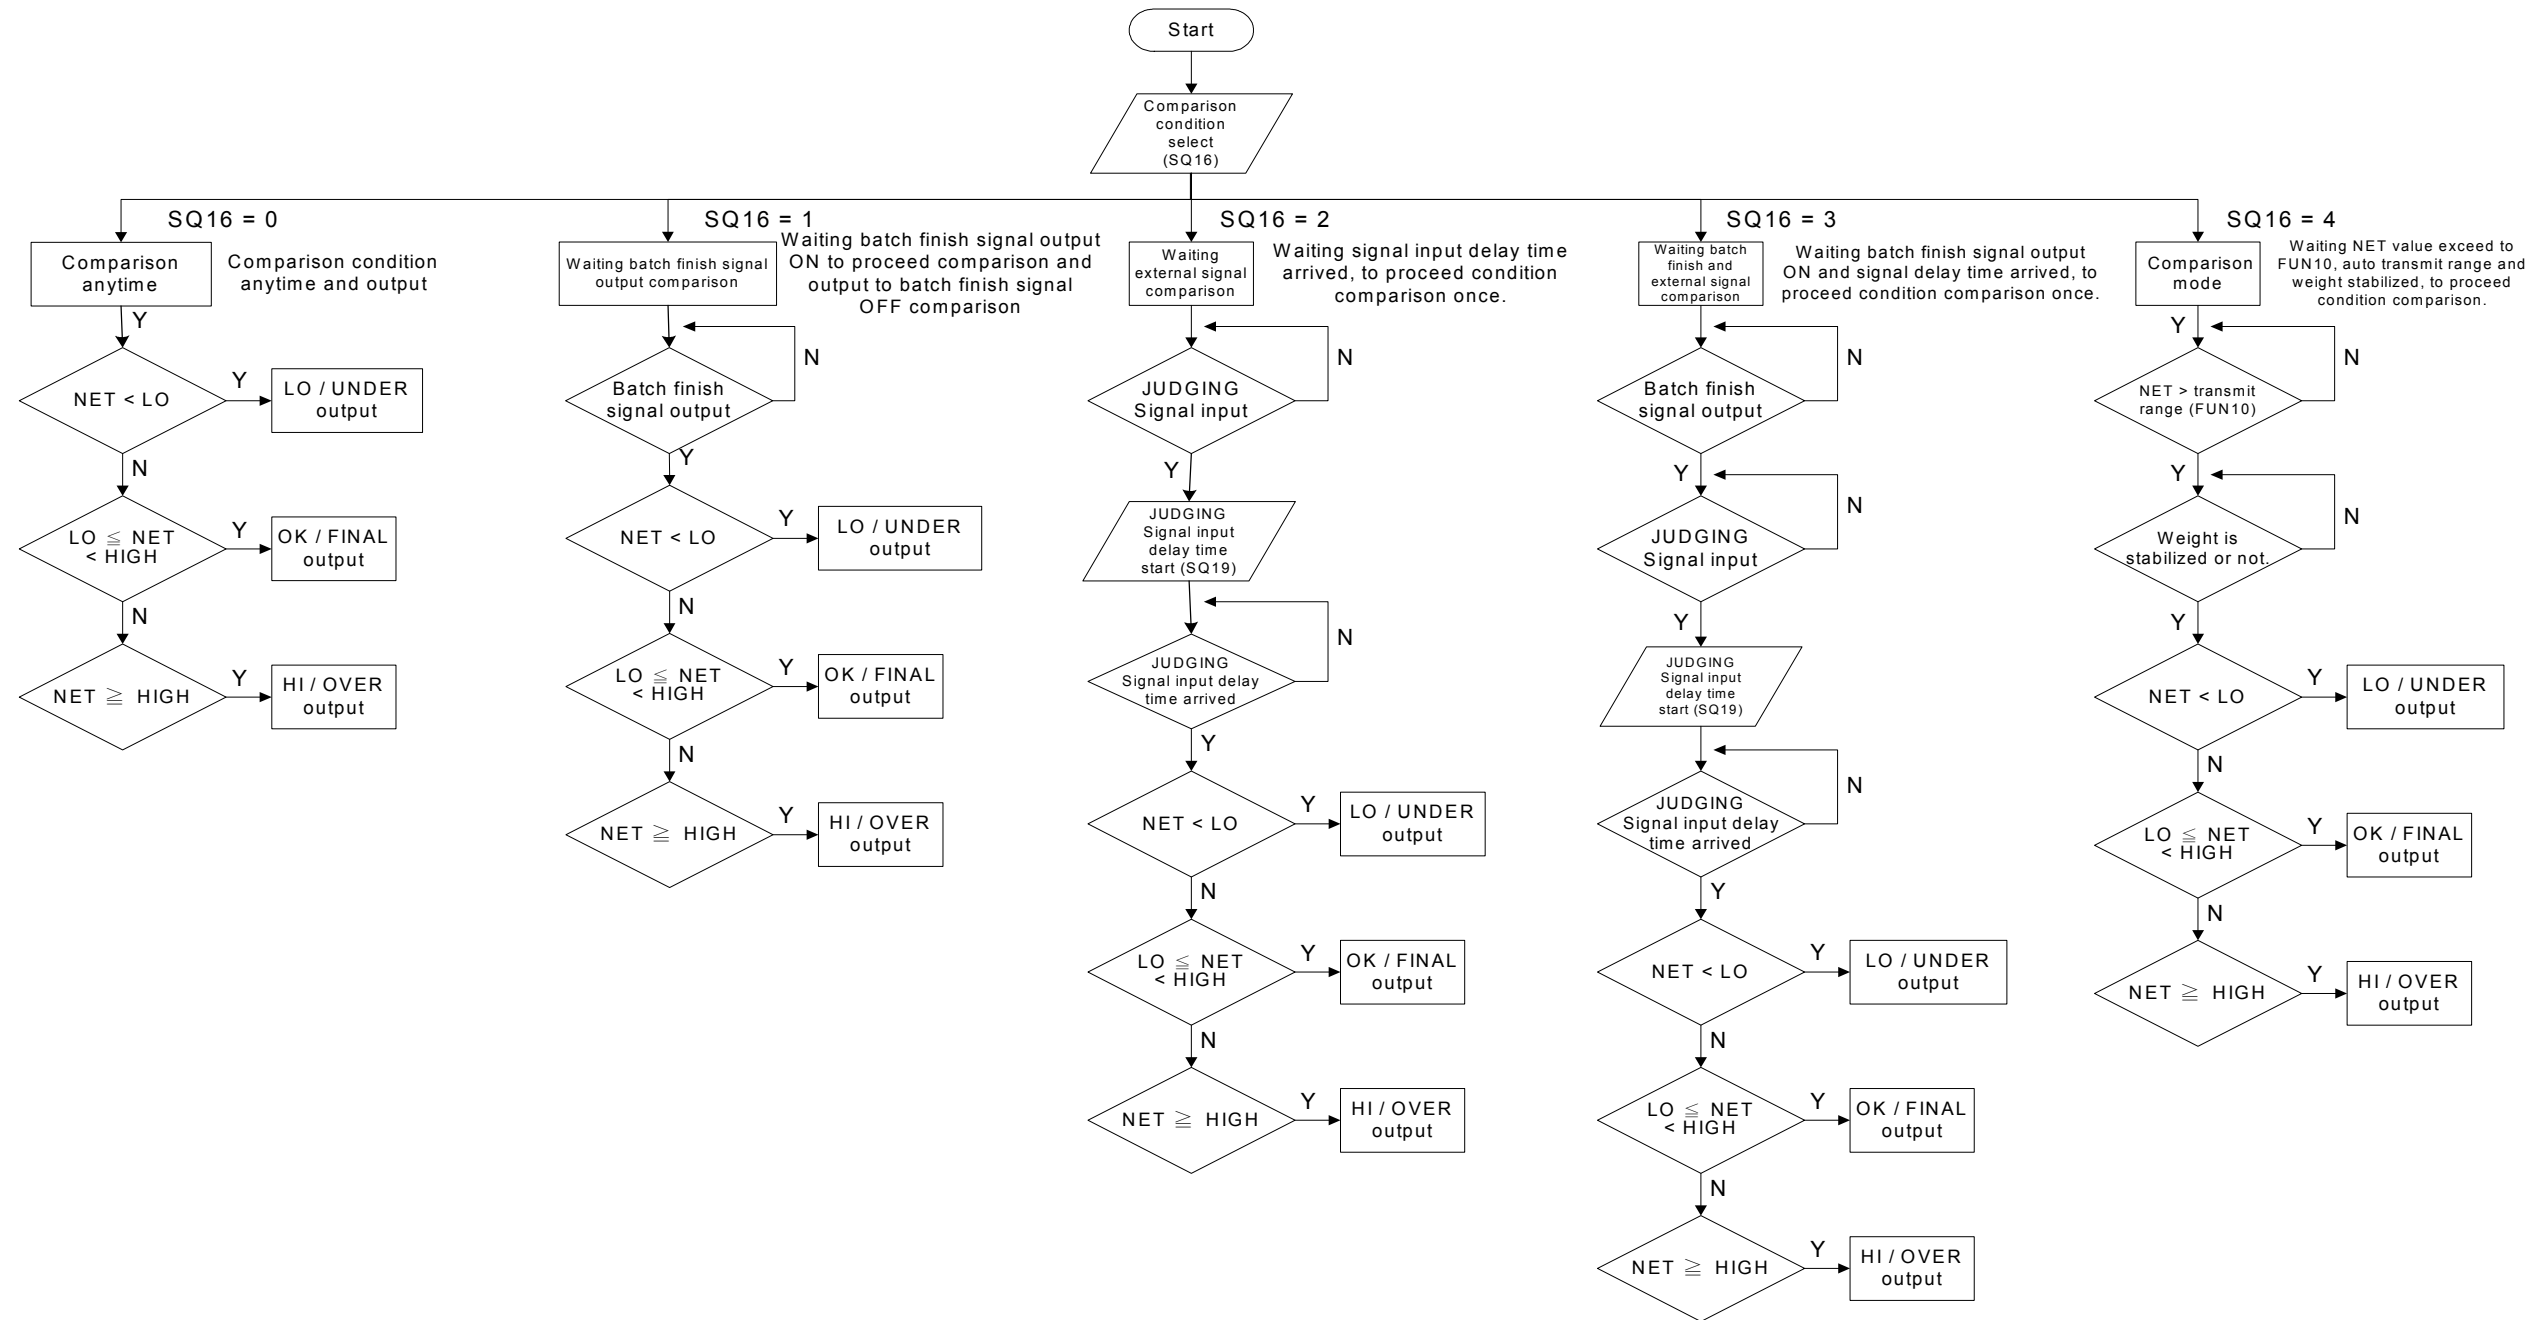 Start
Comparison
condition
select
(SQ16)
SQ16 = 0
Comparison
anytime
Comparison condition
anytime and output
Y
NET < LO
Y
LO / UNDER
output
N
LO ≦ NET
< HIGH
Y
OK / FINAL
output
N
NET ≧ HIGH
Y
HI / OVER
output
SQ16 = 1
Waiting batch finish signal output
ON to proceed comparison and
output to batch finish signal
OFF comparison
Waiting batch finish signal
output comparison
Batch finish
signal output
N
Y
NET < LO
Y
LO / UNDER
output
N
LO ≦ NET
< HIGH
Y
OK / FINAL
output
N
NET ≧ HIGH
Y
HI / OVER
output
SQ16 = 2
Waiting
external signal
comparison
Waiting signal input delay time
arrived, to proceed condition
comparison once.
JUDGING
Signal input
N
Y
JUDGING
Signal input
delay time
start (SQ19)
JUDGING
Signal input delay
time arrived
N
Y
NET < LO
Y
LO / UNDER
output
N
LO ≦ NET
< HIGH
Y
OK / FINAL
output
N
NET ≧ HIGH
Y
HI / OVER
output
SQ16 = 3
Waiting batch
finish and
external signal
comparison
Waiting batch finish signal output
ON and signal delay time arrived, to
proceed condition comparison once.
Batch finish
signal output
N
Y
JUDGING
Signal input
N
Y
JUDGING
Signal input
delay time
start (SQ19)
JUDGING
Signal input delay
time arrived
N
Y
NET < LO
Y
LO / UNDER
output
N
LO ≦ NET
< HIGH
Y
OK / FINAL
output
N
NET ≧ HIGH
Y
HI / OVER
output
SQ16 = 4
Comparison
mode
Waiting NET value exceed to
FUN10, auto transmit range and
weight stabilized, to proceed
condition comparison.
Y
NET > transmit
range (FUN10)
N
Y
Weight is
stabilized or not.
N
Y
NET < LO
Y
LO / UNDER
output
N
LO ≦ NET
< HIGH
Y
OK / FINAL
output
N
NET ≧ HIGH
Y
HI / OVER
output